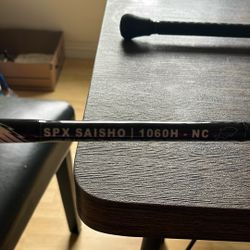 SPX SAISHO | 1060H - NC